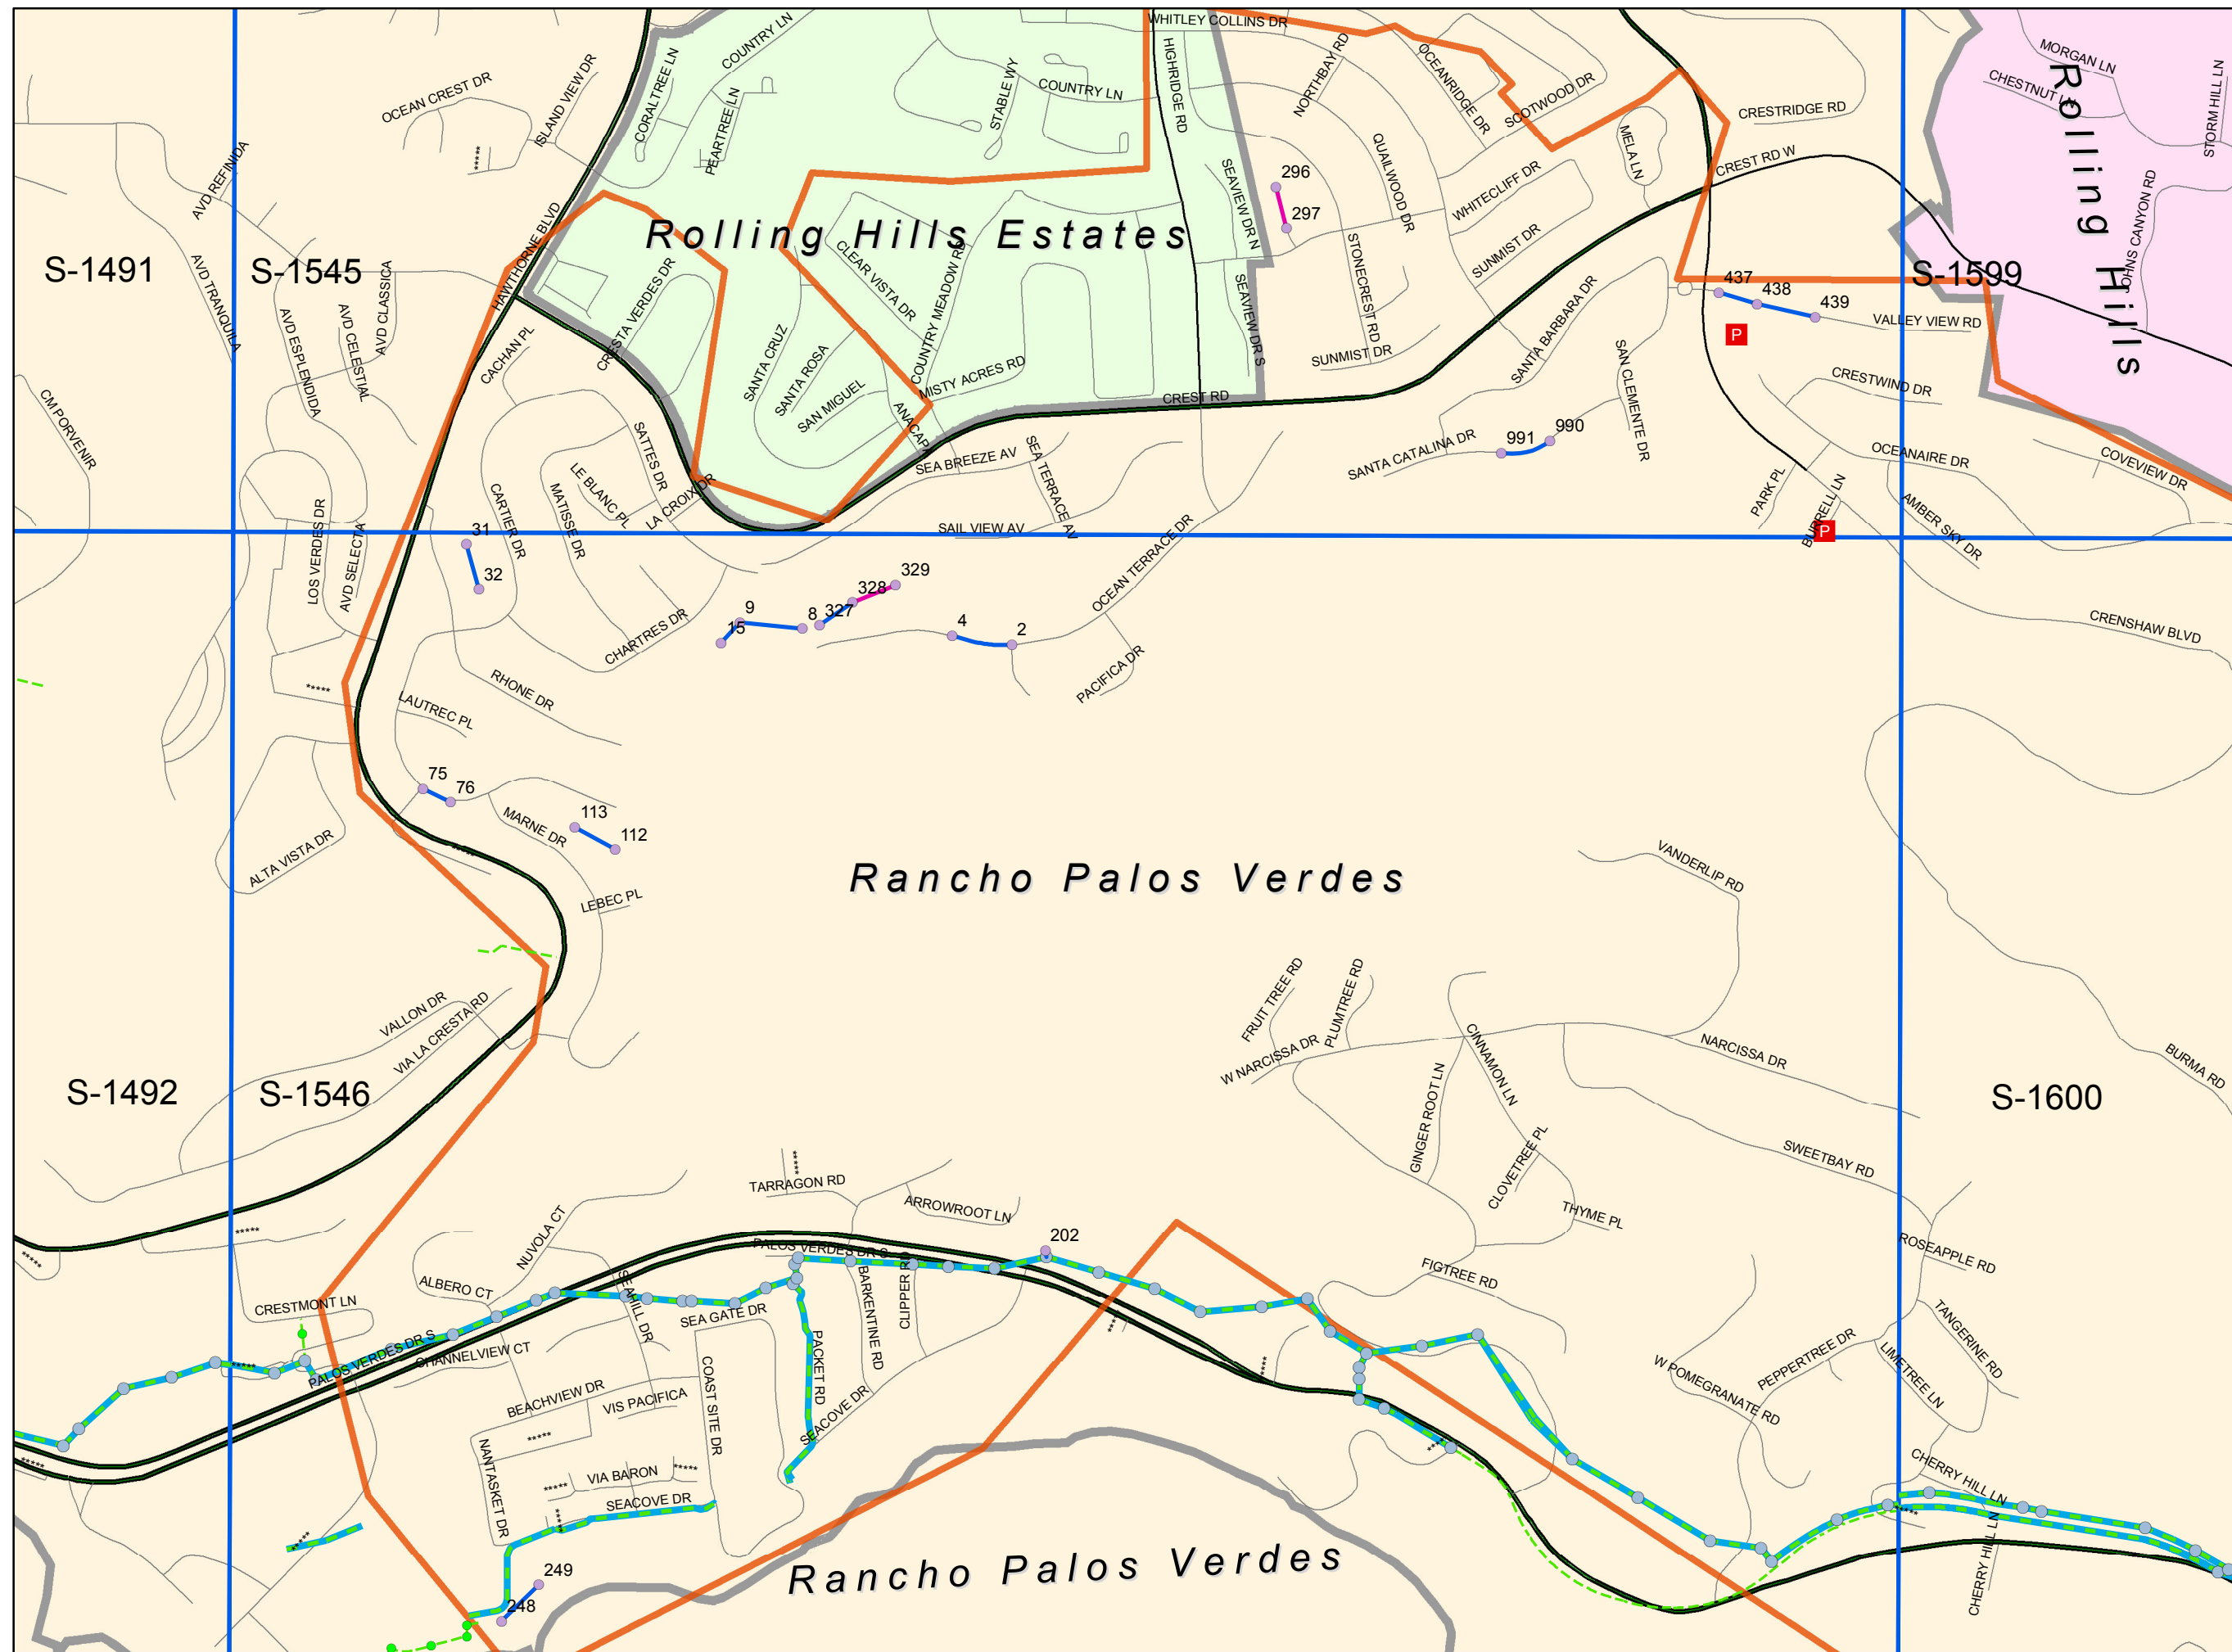 WHITLEY COLLINS DR
COUNTRY LN
OCEAN CREST DR
ISLAND VIEW DR
CORALTREE LN
PEARTREE LN
STABLE WY
COUNTRY LN
HIGHRIDGE RD
NORTHBAY RD
OCEANRIDGE DR
SCOTWOOD DR
MELA LN
CRESTRIDGE RD
CREST RD W
MORGAN LN
CHESTNUT LN
STORM HILL LN
Rolling Hills
JOHNS CANYON RD
AVD REFINIDA
*****
HAWTHORNE BLVD
Rolling Hills Estates
SEAVIEW DR N
296
297
QUAILWOOD DR
WHITECLIFF DR
SUNMIST DR
STONECREST RD
S-1491
S-1545
S-1599
AVD TRANQUILA
AVD ESPLENDIDA
AVD CELESTIAL
AVD CLASSICA
CACHAN PL
CRESTA VERDES DR
CLEAR VISTA DR
COUNTRY MEADOW RD
SANTA CRUZ
SANTA ROSA
SAN MIGUEL
MISTY ACRES RD
ANACAPA
SEAVIEW DR S
SUNMIST DR
SANTA BARBARA DR
SAN CLEMENTE DR
437
438
439
P
VALLEY VIEW RD
CRESTWIND DR
CREST RD
CM PORVENIR
SATTES DR
LE BLANC PL
LA CROIX DR
MATISSE DR
CARTIER DR
SEA BREEZE AV
SEA TERRACE AV
SANTA CATALINA DR
991
990
PARK PL
BURRELL LN
P
OCEANAIRE DR
COVEVIEW DR
AMBER SKY DR
LOS VERDES DR
AVD SELECTA
31
32
SAIL VIEW AV
OCEAN TERRACE DR
9
15
8
327
328
329
4
2
CHARTRES DR
PACIFICA DR
CRENSHAW BLVD
*****
RHONE DR
LAUTREC PL
75
76
113
112
MARNE DR
*****
ALTA VISTA DR
LEBEC PL
Rancho Palos Verdes
VANDERLIP RD
FRUIT TREE RD
PLUMTREE RD
VALLON DR
VIA LA CRESTA RD
W NARCISSA DR
CINNAMON LN
NARCISSA DR
BURMA RD
S-1492
S-1546
S-1600
GINGER ROOT LN
CLOVETREE PL
SWEETBAY RD
*****
TARRAGON RD
ARROWROOT LN
THYME PL
NUVOLA CT
*****
*****
PALOS VERDES DR S
202
ROSEAPPLE RD
FIGTREE RD
ALBERO CT
CRESTMONT LN
SEAHILL DR
SEA GATE DR
BARKENTINE RD
CLIPPER RD
*****
TANGERINE RD
PALOS VERDES DR S
CHANNELVIEW CT
*****
PACKET RD
*****
W POMEGRANATE RD
PEPPERTREE DR
LIMETREE LN
COAST SITE DR
BEACHVIEW DR
VIS PACIFICA
SEACOVE DR
*****
*****
*****
NANTASKET DR
VIA BARON
*****
*****
SEACOVE DR
*****
*****
CHERRY HILL LN
*****
CHERRY HILL LN
249
248
Rancho Palos Verdes